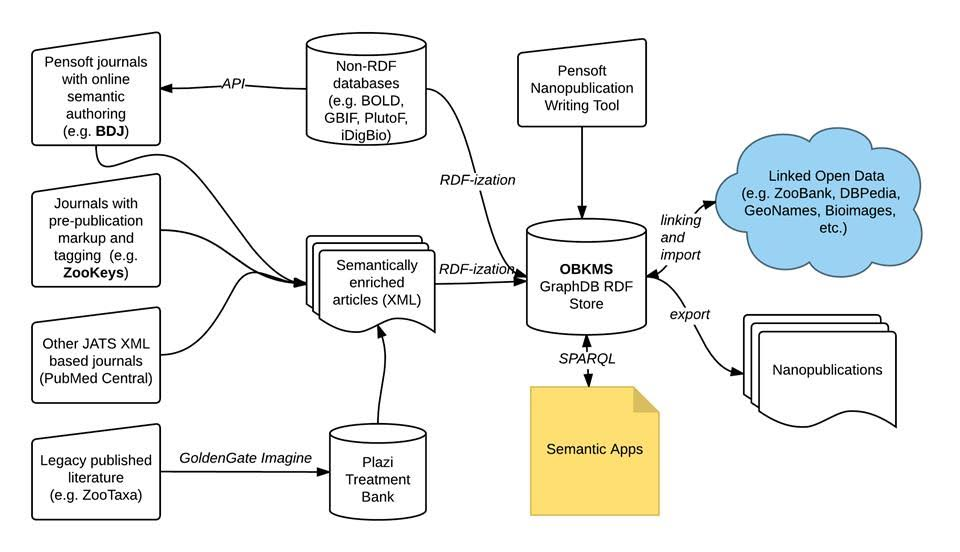 Pensoft journals
with online
semantic
authoring
(e.g. BDJ)
API
Non-RDF
databases
(e.g. BOLD,
GBIF, PlutoF,
iDigBio)
Pensoft
Nanopublication
Writing Tool
RDF-ization
Linked Open Data
(e.g. ZooBank, DBPedia,
GeoNames, Bioimages,
etc.)
Journals with
pre-publication
markup and
tagging (e.g.
ZooKeys)
Semantically
enriched
articles (XML)
RDF-ization
OBKMS
GraphDB RDF
Store
linking
and
import
export
Other JATS XML
based journals
(PubMed Central)
SPARQL
Nanopublications
Legacy published
literature
(e.g. ZooTaxa)
GoldenGate Imagine
Plazi
Treatment
Bank
Semantic Apps